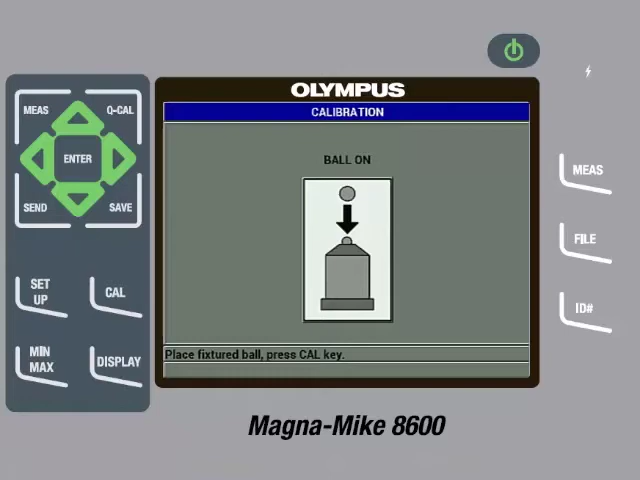 OLYMPUS
CALIBRATION
BALL ON
Place fixtured ball, press CAL key.
MEAS
Q-CAL
ENTER
SEND
SAVE
SET
UP
CAL
MIN
MAX
DISPLAY
MEAS
FILE
ID#
Magna-Mike 8600